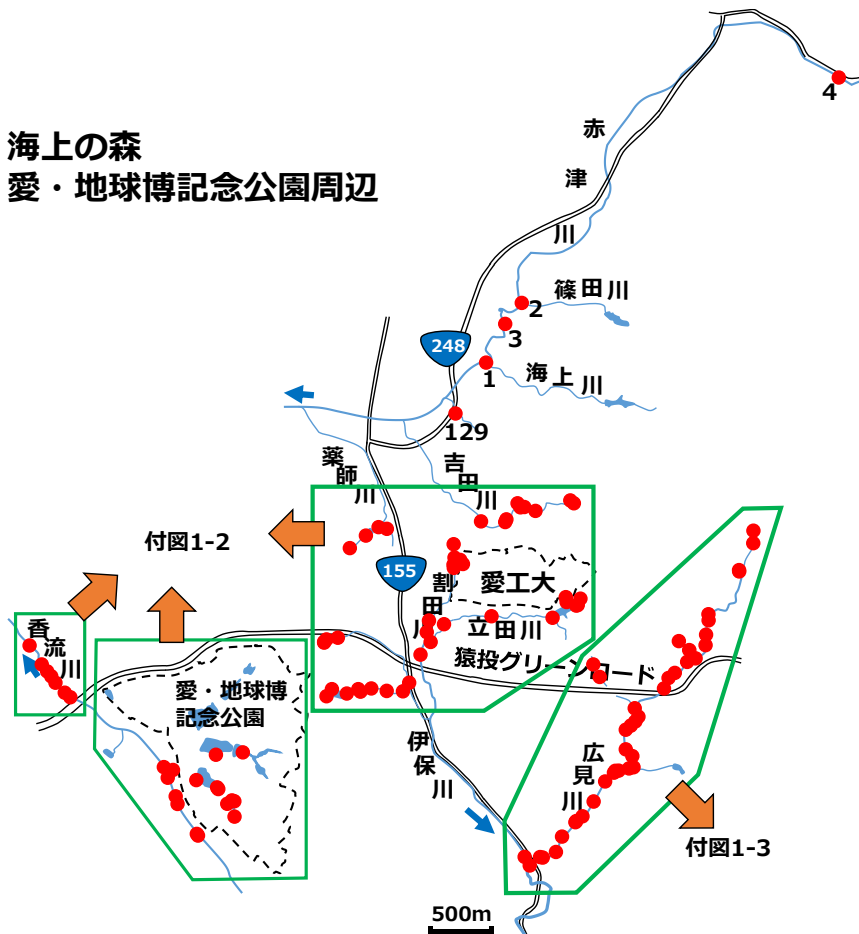 海上の森
愛・地球博記念公園周辺
4
赤津川
2
篠田川
3
248
1
海上川
129
薬師川
吉田川
付図1-2
155
割田川
愛工大
立田川
香流川
猿投グリーンロード
愛・地球博
記念公園
伊保川
広見川
付図1-3
500m